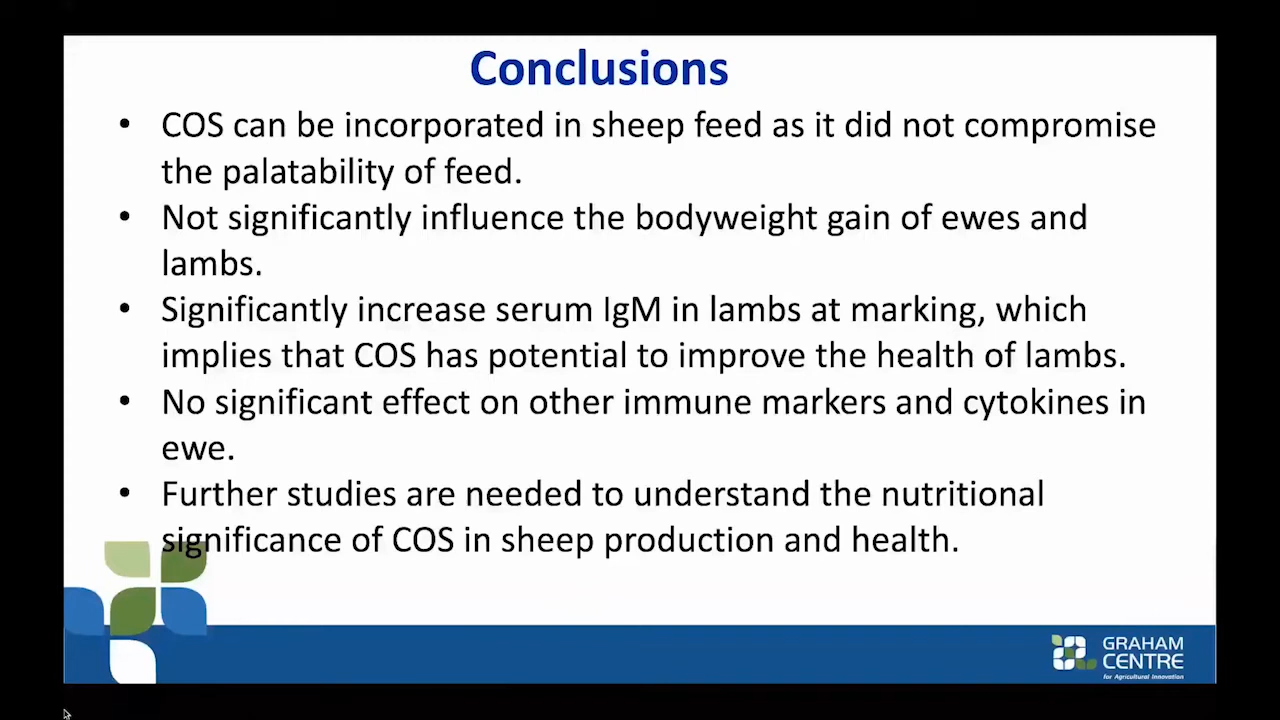 Conclusions
• COS can be incorporated in sheep feed as it did not compromise
the palatability of feed.
• Not significantly influence the bodyweight gain of ewes and
lambs.
• Significantly increase serum IgM in lambs at marking, which
implies that COS has potential to improve the health of lambs.
• No significant effect on other immune markers and cytokines in
ewe.
• Further studies are needed to understand the nutritional
significance of COS in sheep production and health.
GRAHAM
CENTRE
for Agricultural Innovation